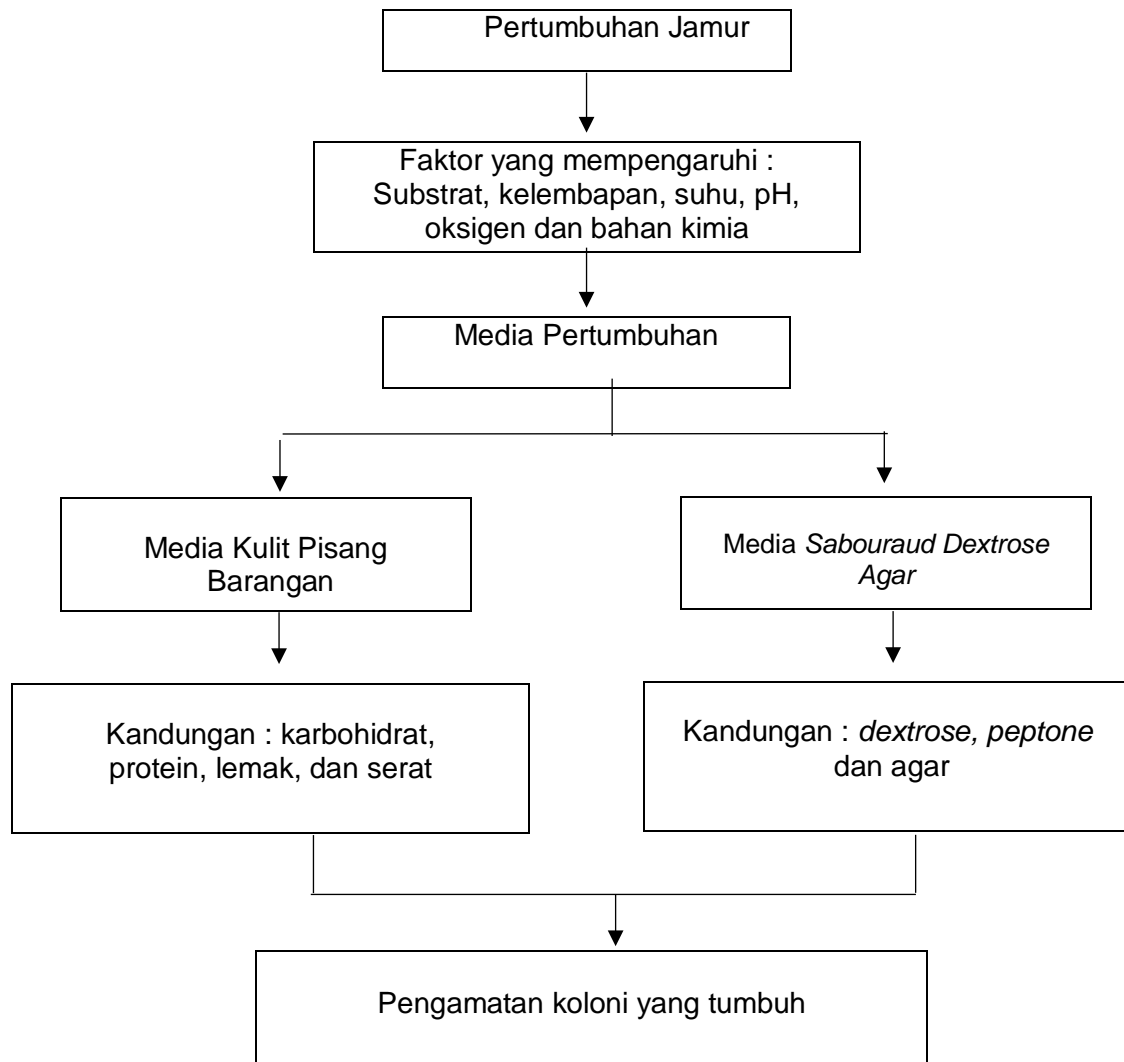 Pertumbuhan Jamur
Faktor yang mempengaruhi :
Substrat, kelembapan, suhu, pH,
oksigen dan bahan kimia
Media Pertumbuhan
Media Kulit Pisang
Barangan
Media Sabouraud Dextrose
Agar
Kandungan : karbohidrat,
protein, lemak, dan serat
Kandungan : dextrose, peptone
dan agar
Pengamatan koloni yang tumbuh